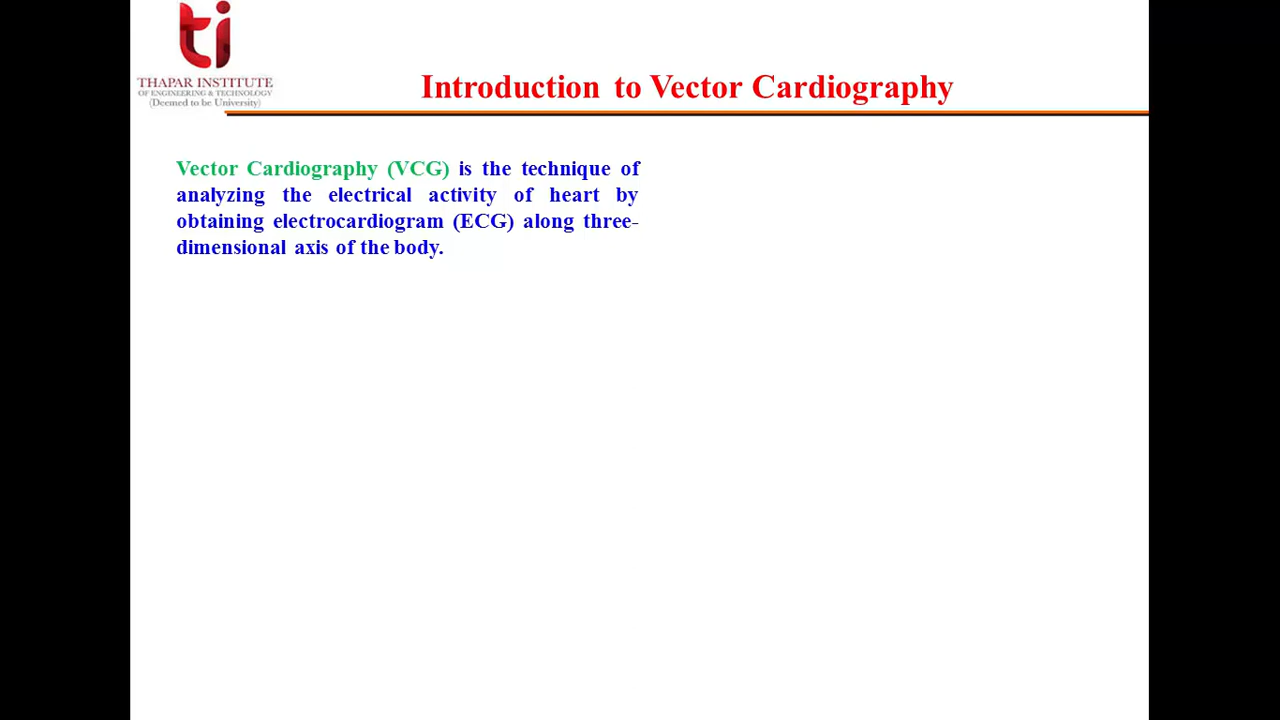 ti
THAPAR INSTITUTE
OF ENGINEERING & TECHNOLOGY
(Deemed to be University)
Introduction to Vector Cardiography
Vector Cardiography (VCG) is the technique of
analyzing the electrical activity of heart by
obtaining electrocardiogram (ECG) along three-
dimensional axis of the body.